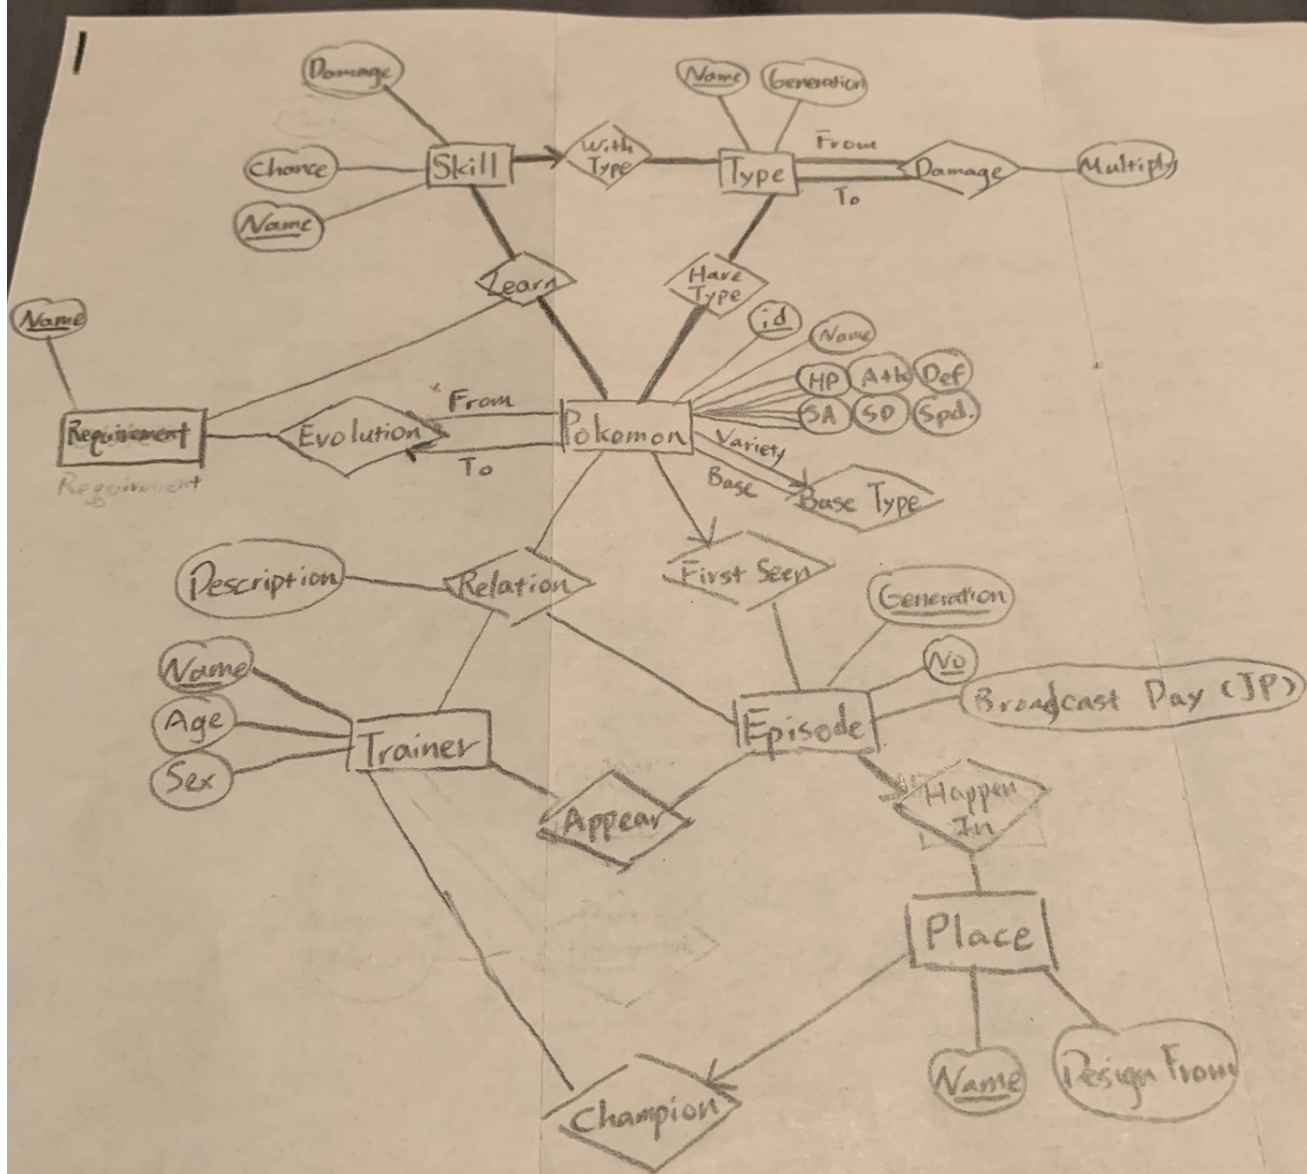 1
Damage
Name
Generation
Chance
Skill
With
Type
Type
From
To
Damage
Multiply
Name
Learn
Have
Type
id
Name
Name
HP
Atk
Def
SA
SD
Spd.
Requirement
Requirement
Evolution
From
To
Pokemon
Variety
Base
Base Type
Description
Relation
First Seen
Generation
No
Broadcast Day (JP)
Name
Age
Sex
Trainer
Episode
Appear
Happen
In
Place
Name
Design From
Champion